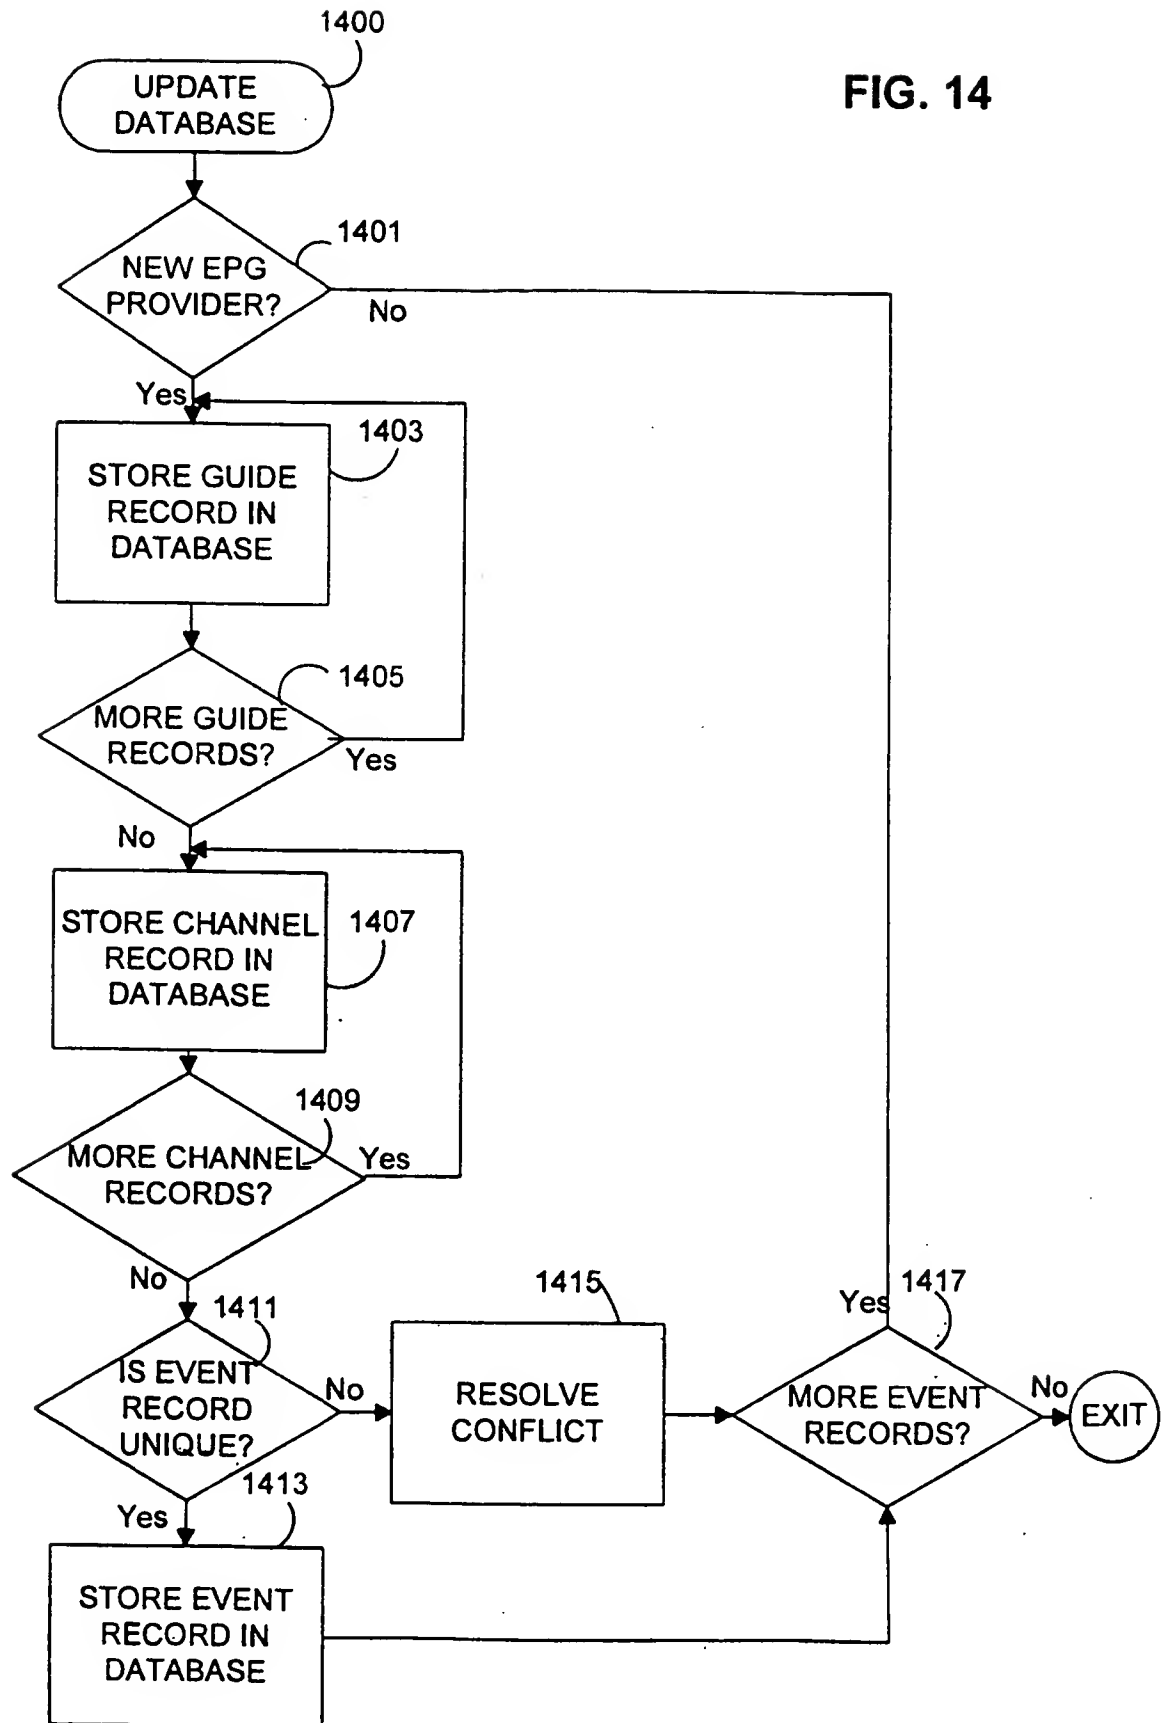 1400
FIG. 14
UPDATE
DATABASE
1401
NEW EPG
PROVIDER?
No
Yes
1403
STORE GUIDE
RECORD IN
DATABASE
1405
MORE GUIDE
RECORDS?
Yes
No
STORE CHANNEL
RECORD IN
DATABASE
1407
1409
MORE CHANNEL
RECORDS?
Yes
No
1411
IS EVENT
RECORD
UNIQUE?
No
1415
RESOLVE
CONFLICT
1417
Yes
MORE EVENT
RECORDS?
No
EXIT
1413
Yes
STORE EVENT
RECORD IN
DATABASE